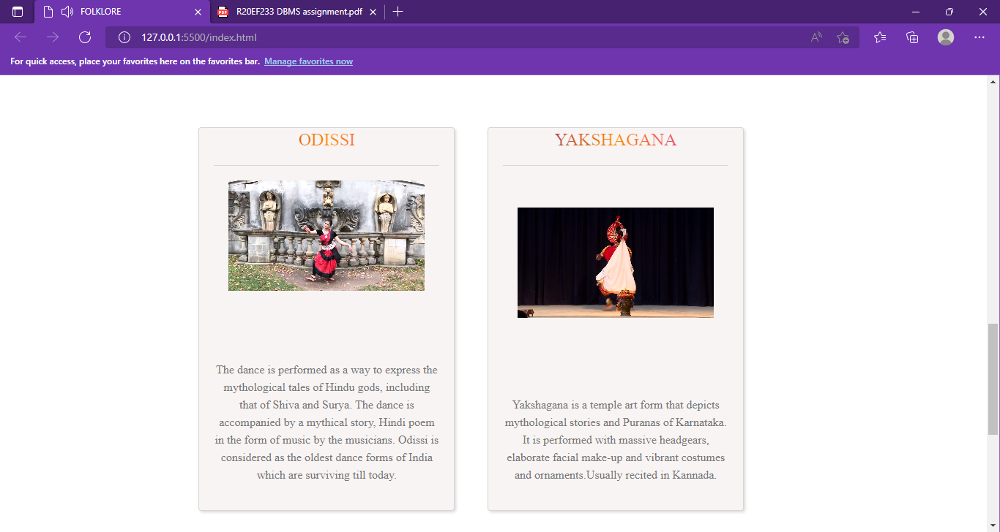 FOLKLORE
PDF
R20EF233 DBMS assignment.pdf
127.0.0.1:5500/index.html
For quick access, place your favorites here on the favorites bar. Manage favorites now
ODISSI
The dance is performed as a way to express the
mythological tales of Hindu gods, including
that of Shiva and Surya. The dance is
accompanied by a mythical story, Hindi poem
in the form of music by the musicians. Odissi is
considered as the oldest dance forms of India
which are surviving till today.
YAKSHAGANA
Yakshagana is a temple art form that depicts
mythological stories and Puranas of Karnataka.
It is performed with massive headgears,
elaborate facial make-up and vibrant costumes
and ornaments.Usually recited in Kannada.